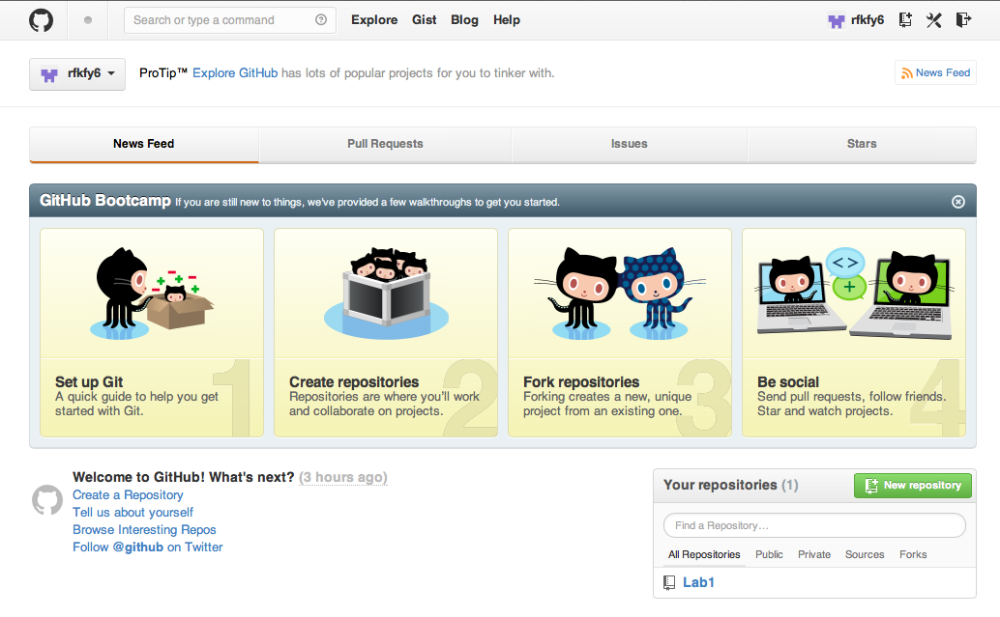 Search or type a command
Explore Gist Blog Help
rfkfy6
rfkfy6
ProTip™ Explore GitHub has lots of popular projects for you to tinker with.
News Feed
News Feed Pull Requests Issues Stars
GitHub Bootcamp If you are still new to things, we've provided a few walkthroughs to get you started.
1
Set up Git
A quick guide to help you get
started with Git.
2
Create repositories
Repositories are where you'll work
and collaborate on projects.
3
Fork repositories
Forking creates a new, unique
project from an existing one.
<> +
4
Be social
Send pull requests, follow friends.
Star and watch projects.
Welcome to GitHub! What's next? (3 hours ago)
Create a Repository
Tell us about yourself
Browse Interesting Repos
Follow @github on Twitter
Your repositories (1)
New repository
Find a Repository…
All Repositories Public Private Sources Forks
Lab1